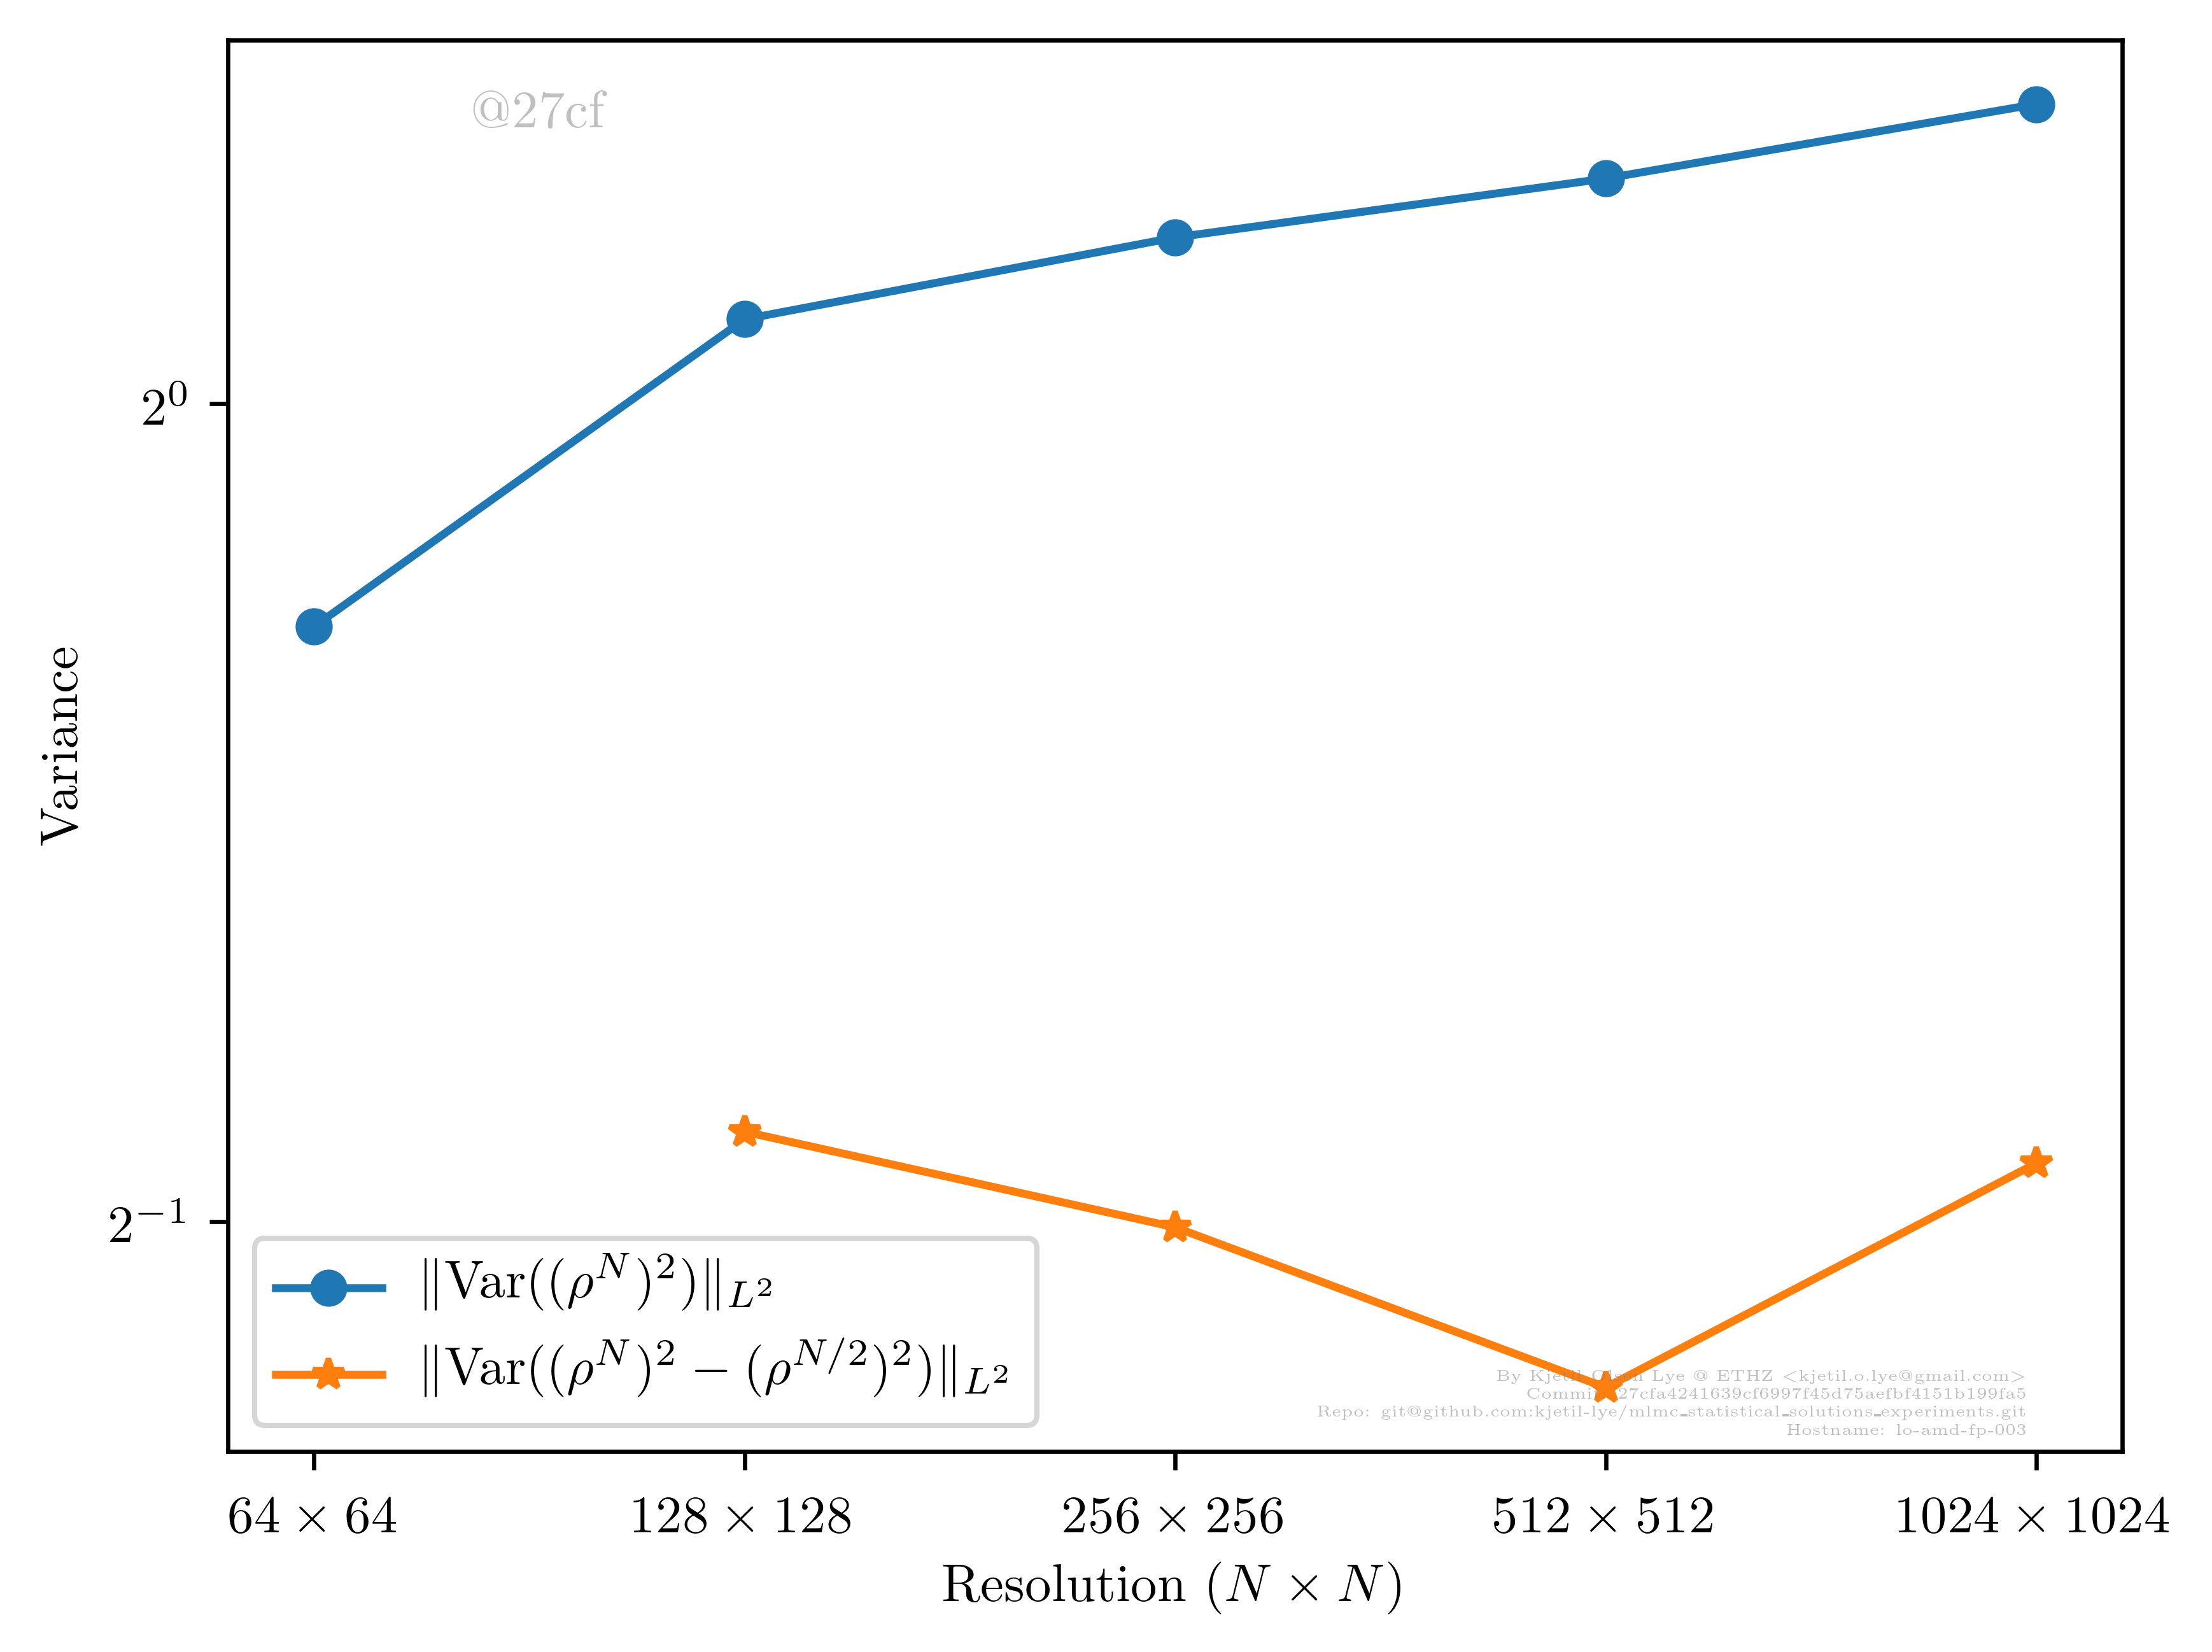 @27cf
2^0
Variance
2^{-1}
‖Var((ρ^N)^2)‖_{L^2}
‖Var((ρ^N)^2 − (ρ^{N/2})^2)‖_{L^2}
<kjetil.o.lye@gmail.com>
By Kjetil Lye @ ETHZ
27cfa4241639cf6997f45d75aefbf4151b199fa5
Repo: git@github.com:kjetil-lye/mlmc_statistical_solutions_experiments.git
Hostname: lo-amd-fp-003
64 × 64
128 × 128
256 × 256
512 × 512
1024 × 1024
Resolution (N × N)